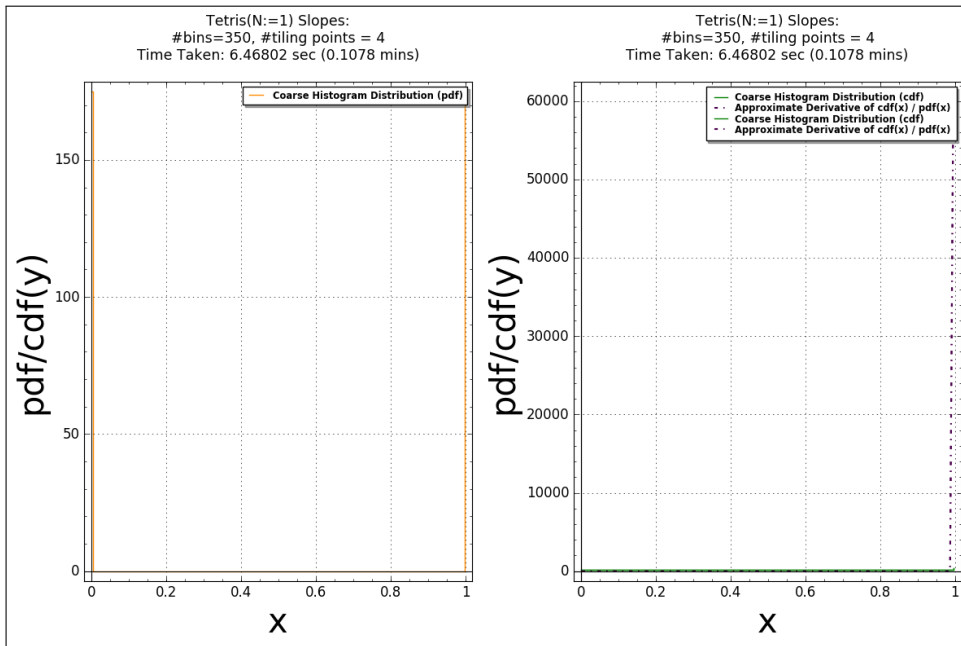 Tetris(N:=1) Slopes:
#bins=350, #tiling points = 4
Time Taken: 6.46802 sec (0.1078 mins)
Coarse Histogram Distribution (pdf)
150
100
50
0
0 0.2 0.4 0.6 0.8 1
pdf/cdf(y)
x
Tetris(N:=1) Slopes:
#bins=350, #tiling points = 4
Time Taken: 6.46802 sec (0.1078 mins)
Coarse Histogram Distribution (cdf)
Approximate Derivative of cdf(x) / pdf(x)
Coarse Histogram Distribution (cdf)
Approximate Derivative of cdf(x) / pdf(x)
60000
50000
40000
30000
20000
10000
0
0 0.2 0.4 0.6 0.8 1
pdf/cdf(y)
x